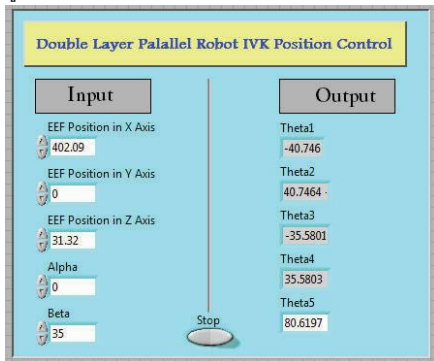 Double Layer Palallel Robot IVK Position Control
Input
EEF Position in X Axis
402.09
EEF Position in Y Axis
0
EEF Position in Z Axis
31.32
Alpha
0
Beta
35
Stop
Output
Theta1
-40.746
Theta2
40.7464
Theta3
-35.5801
Theta4
35.5803
Theta5
80.6197